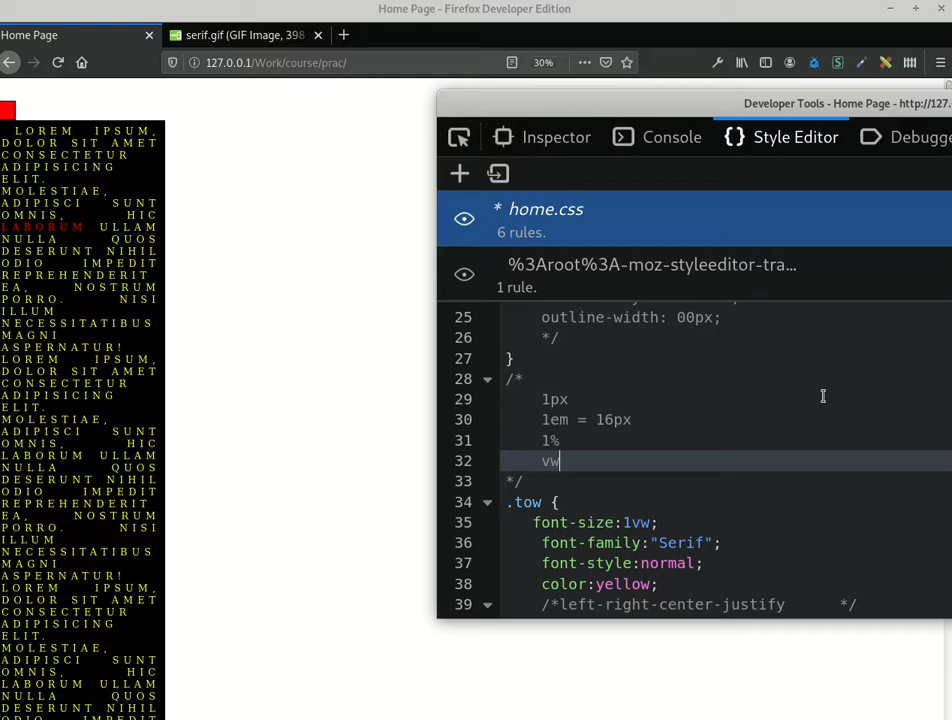 Home Page - Firefox Developer Edition
Home Page
serif.gif (GIF Image, 398
127.0.0.1/Work/course/prac/
30%
Developer Tools - Home Page - http://127.
Inspector
Console
{} Style Editor
Debugge
* home.css
6 rules.
%3Aroot%3A-moz-styleeditor-tra...
1 rule.
25 outline-width: 00px;
26 */
27 }
28 /*
29 1px
30 1em = 16px
31 1%
32 vw
33 */
34 .tow {
35 font-size:1vw;
36 font-family:"Serif";
37 font-style:normal;
38 color:yellow;
39 /*left-right-center-justify */
LOREM IPSUM,
DOLOR SIT AMET
CONSECTETUR
ADIPISICING
ELIT.
MOLESTIAE,
ADIPISCI SUNT
OMNIS, HIC
LABORUM ULLAM
NULLA QUOS
DESERUNT NIHIL
ODIO IMPEDIT
REPREHENDERIT
EA, NOSTRUM
PORRO. NISI
ILLUM
NECESSITATIBUS
MAGNI
ASPERNATUR!
LOREM IPSUM,
DOLOR SIT AMET
CONSECTETUR
ADIPISICING
ELIT.
MOLESTIAE,
ADIPISCI SUNT
OMNIS, HIC
LABORUM ULLAM
NULLA QUOS
DESERUNT NIHIL
ODIO IMPEDIT
REPREHENDERIT
EA, NOSTRUM
PORRO. NISI
ILLUM
NECESSITATIBUS
MAGNI
ASPERNATUR!
LOREM IPSUM,
DOLOR SIT AMET
CONSECTETUR
ADIPISICING
ELIT.
MOLESTIAE,
ADIPISCI SUNT
OMNIS, HIC
LABORUM ULLAM
NULLA QUOS
DESERUNT NIHIL
ODIO IMPEDIT